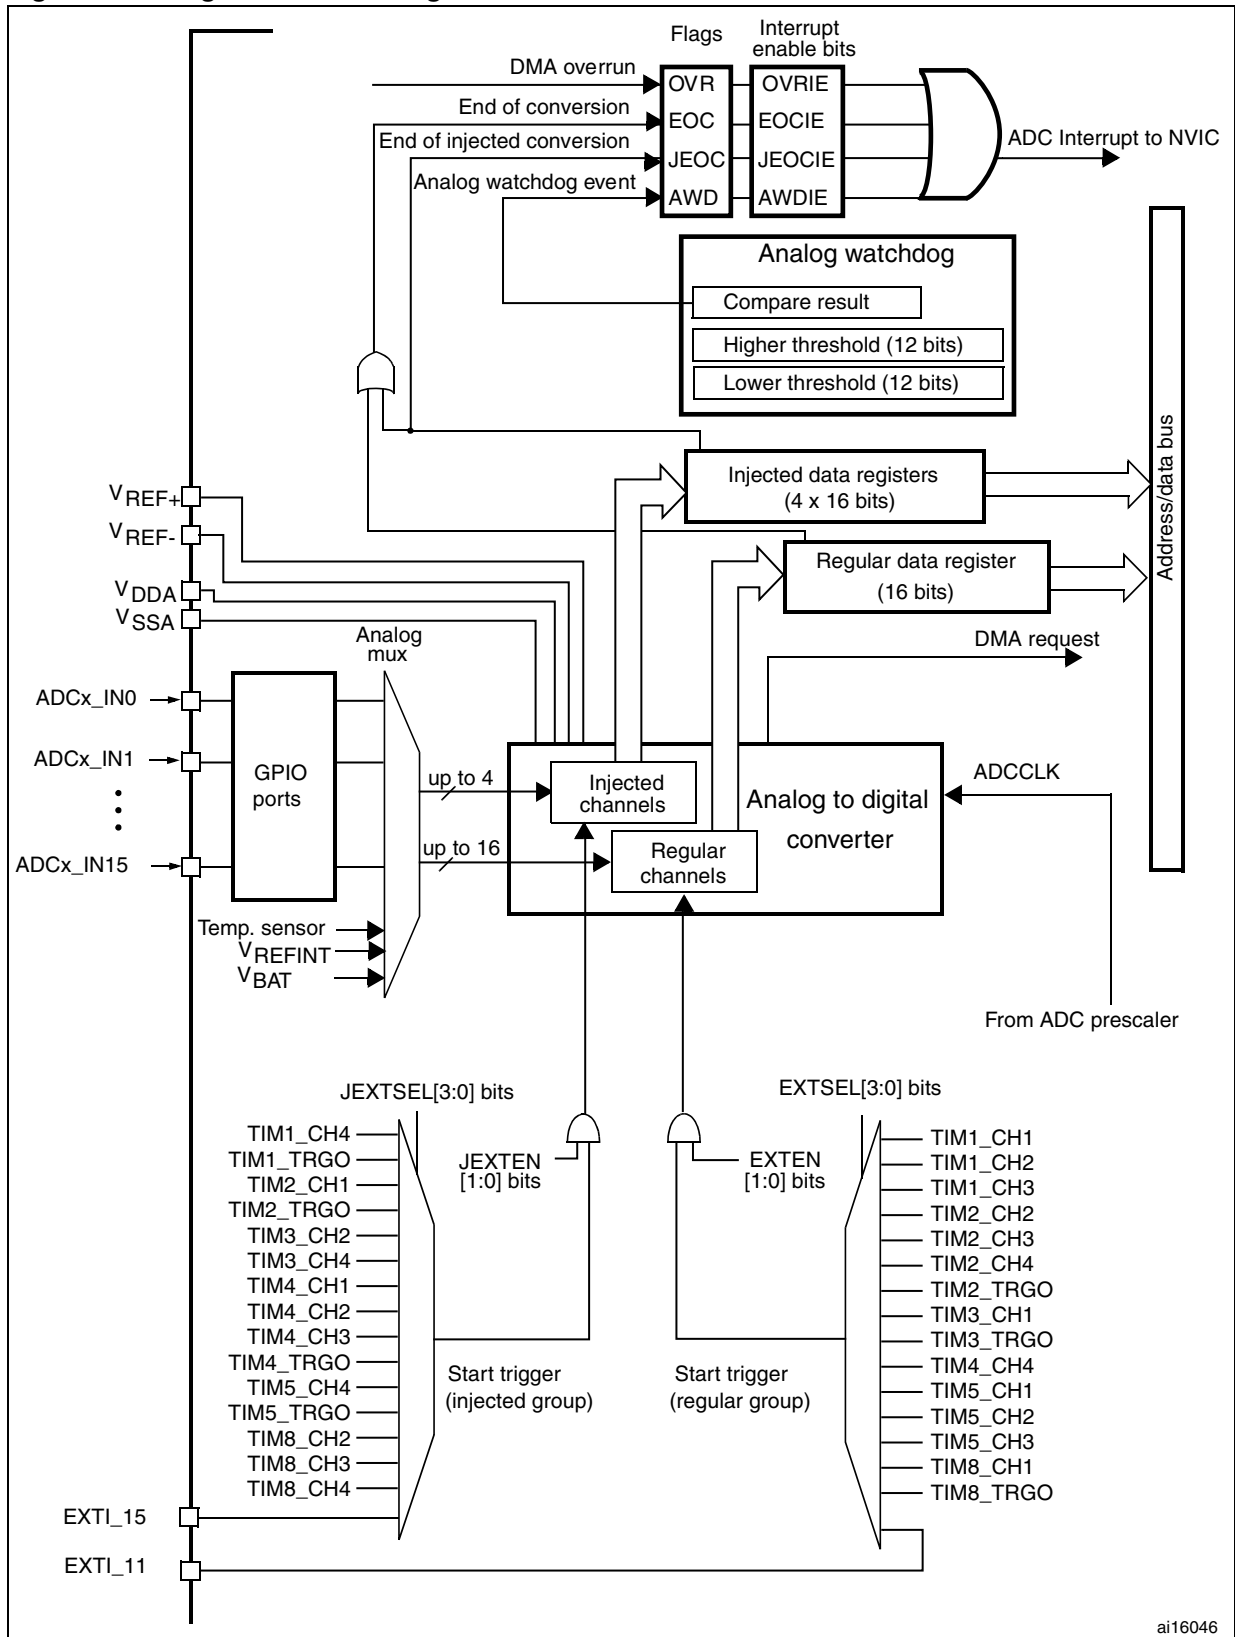 Flags
Interrupt
enable bits
DMA overrun
OVR
OVRIE
End of conversion
EOC
EOCIE
End of injected conversion
JEOC
JEOCIE
ADC Interrupt to NVIC
Analog watchdog event
AWD
AWDIE
Analog watchdog
Compare result
Higher threshold (12 bits)
Lower threshold (12 bits)
Address/data bus
Injected data registers
(4 x 16 bits)
VREF+
VREF-
Regular data register
(16 bits)
VDDA
VSSA
Analog
mux
DMA request
ADCx_IN0
ADCx_IN1
GPIO
ports
up to 4
Injected
channels
Analog to digital
converter
ADCCLK
ADCx_IN15
up to 16
Regular
channels
Temp. sensor
VREFINT
VBAT
From ADC prescaler
JEXTSEL[3:0] bits
EXTSEL[3:0] bits
TIM1_CH4
TIM1_TRGO
TIM2_CH1
TIM2_TRGO
TIM3_CH2
TIM3_CH4
TIM4_CH1
TIM4_CH2
TIM4_CH3
TIM4_TRGO
TIM5_CH4
TIM5_TRGO
TIM8_CH2
TIM8_CH3
TIM8_CH4
JEXTEN
[1:0] bits
EXTEN
[1:0] bits
TIM1_CH1
TIM1_CH2
TIM1_CH3
TIM2_CH2
TIM2_CH3
TIM2_CH4
TIM2_TRGO
TIM3_CH1
TIM3_TRGO
TIM4_CH4
TIM5_CH1
TIM5_CH2
TIM5_CH3
TIM8_CH1
TIM8_TRGO
Start trigger
(injected group)
Start trigger
(regular group)
EXTI_15
EXTI_11
ai16046